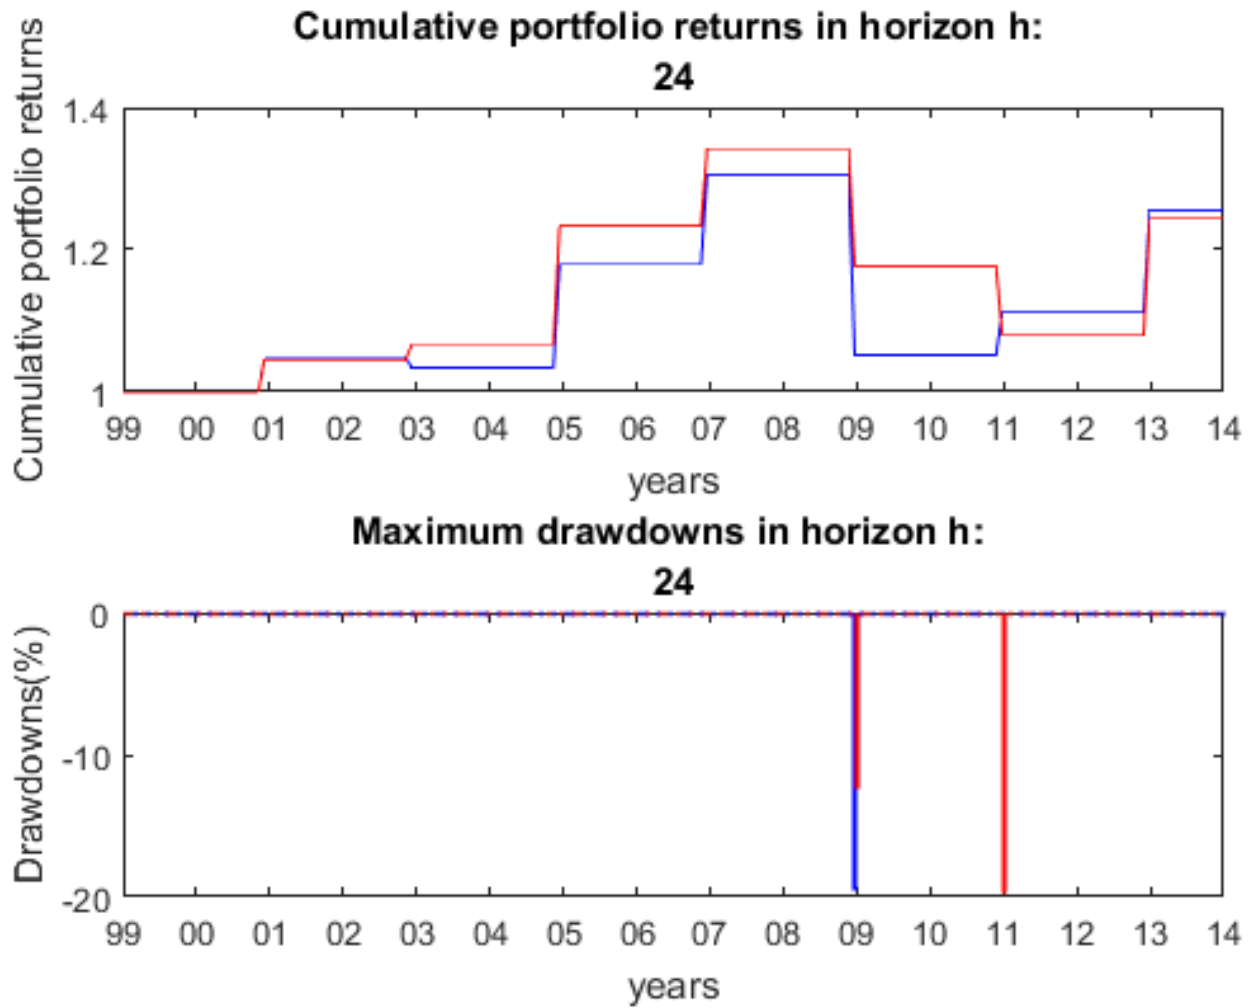 Cumulative portfolio returns in horizon h:
24
Cumulative portfolio returns
1.4
1.2
1
99 00 01 02 03 04 05 06 07 08 09 10 11 12 13 14
years
Maximum drawdowns in horizon h:
24
Drawdowns(%)
0
-10
-20
99 00 01 02 03 04 05 06 07 08 09 10 11 12 13 14
years